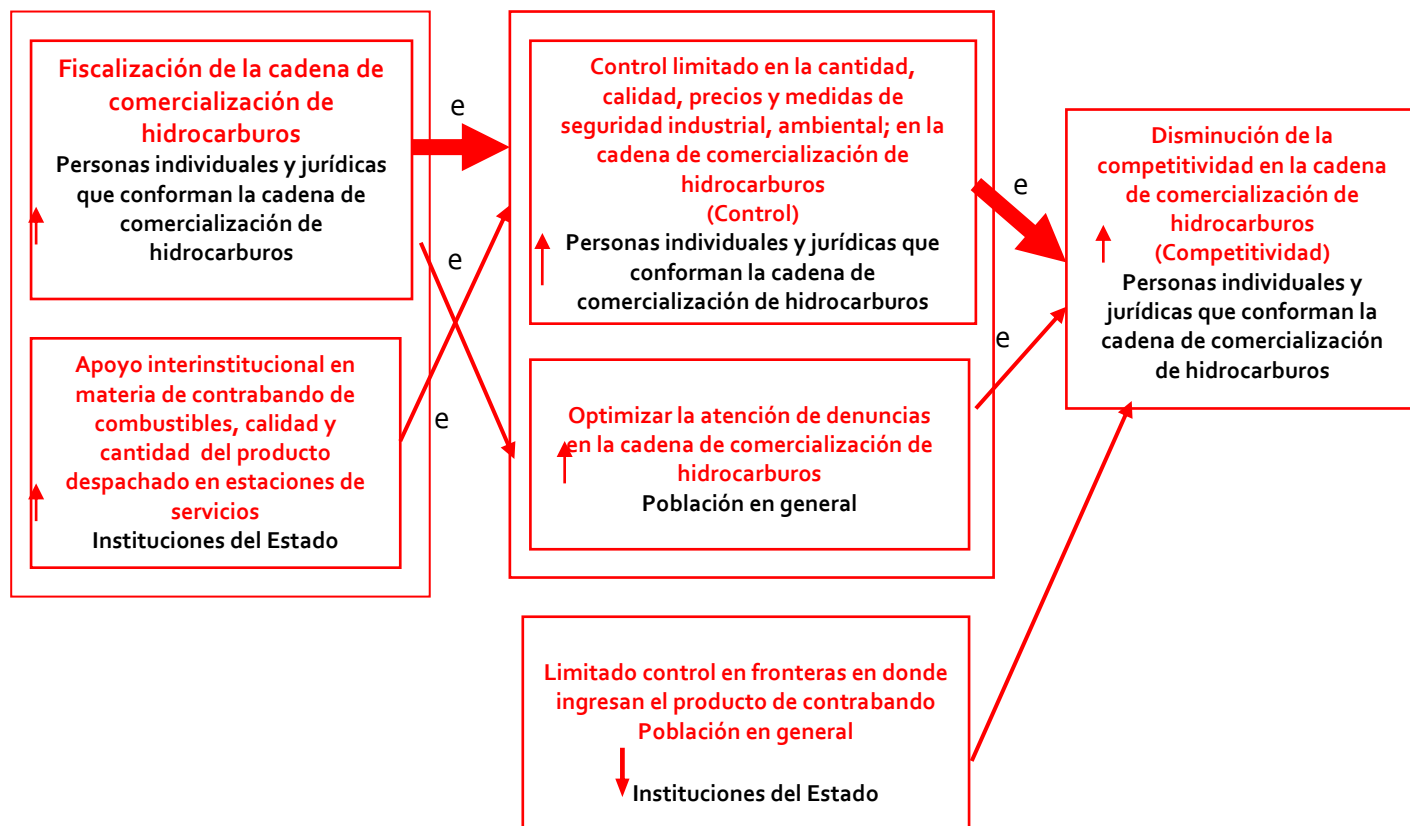 Fiscalización de la cadena de
comercialización de
hidrocarburos
Personas individuales y jurídicas
que conforman la cadena de
comercialización de
hidrocarburos
Apoyo interinstitucional en
materia de contrabando de
combustibles, calidad y
cantidad del producto
despachado en estaciones de
servicios
Instituciones del Estado
e
e
e
Control limitado en la cantidad,
calidad, precios y medidas de
seguridad industrial, ambiental; en la
cadena de comercialización de
hidrocarburos
(Control)
Personas individuales y jurídicas que
conforman la cadena de
comercialización de hidrocarburos
Optimizar la atención de denuncias
en la cadena de comercialización de
hidrocarburos
Población en general
Limitado control en fronteras en donde
ingresan el producto de contrabando
Población en general
Instituciones del Estado
e
e
Disminución de la
competitividad en la cadena
de comercialización de
hidrocarburos
(Competitividad)
Personas individuales y
jurídicas que conforman la
cadena de comercialización
de hidrocarburos